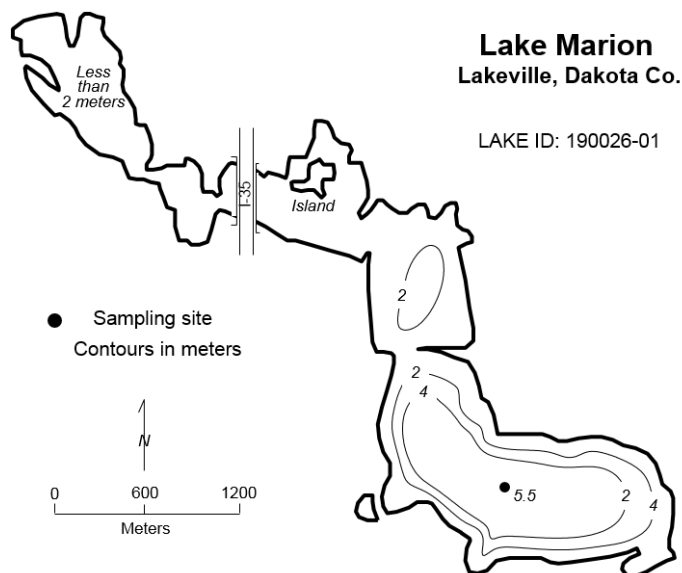 Lake Marion
Lakeville, Dakota Co.
LAKE ID: 190026-01
Less
than
2 meters
I-35
Island
2
Sampling site
Contours in meters
2
4
N
5.5
2
4
0 600 1200
Meters